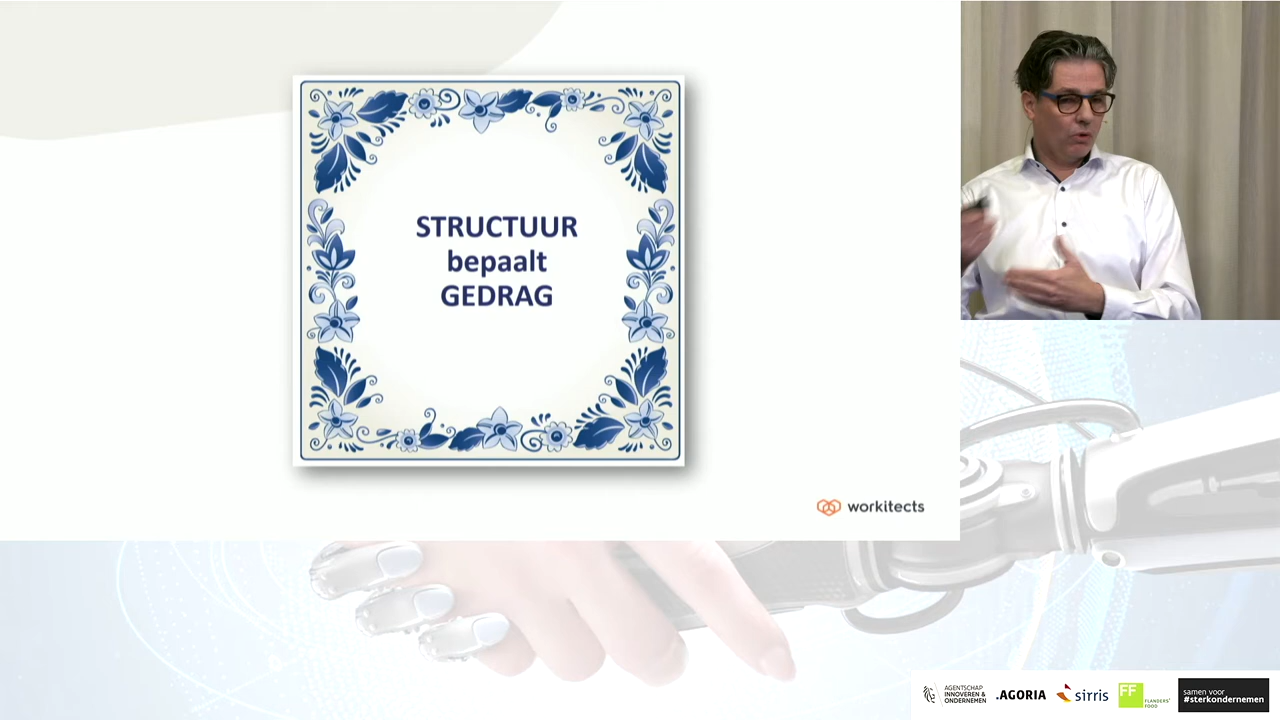 STRUCTUUR
bepaalt
GEDRAG
workitects
AGENTSCHAP
INNOVEREN &
ONDERNEMEN
.AGORIA
sirris
FF
FLANDERS'
FOOD
samen voor
#sterkondernemen